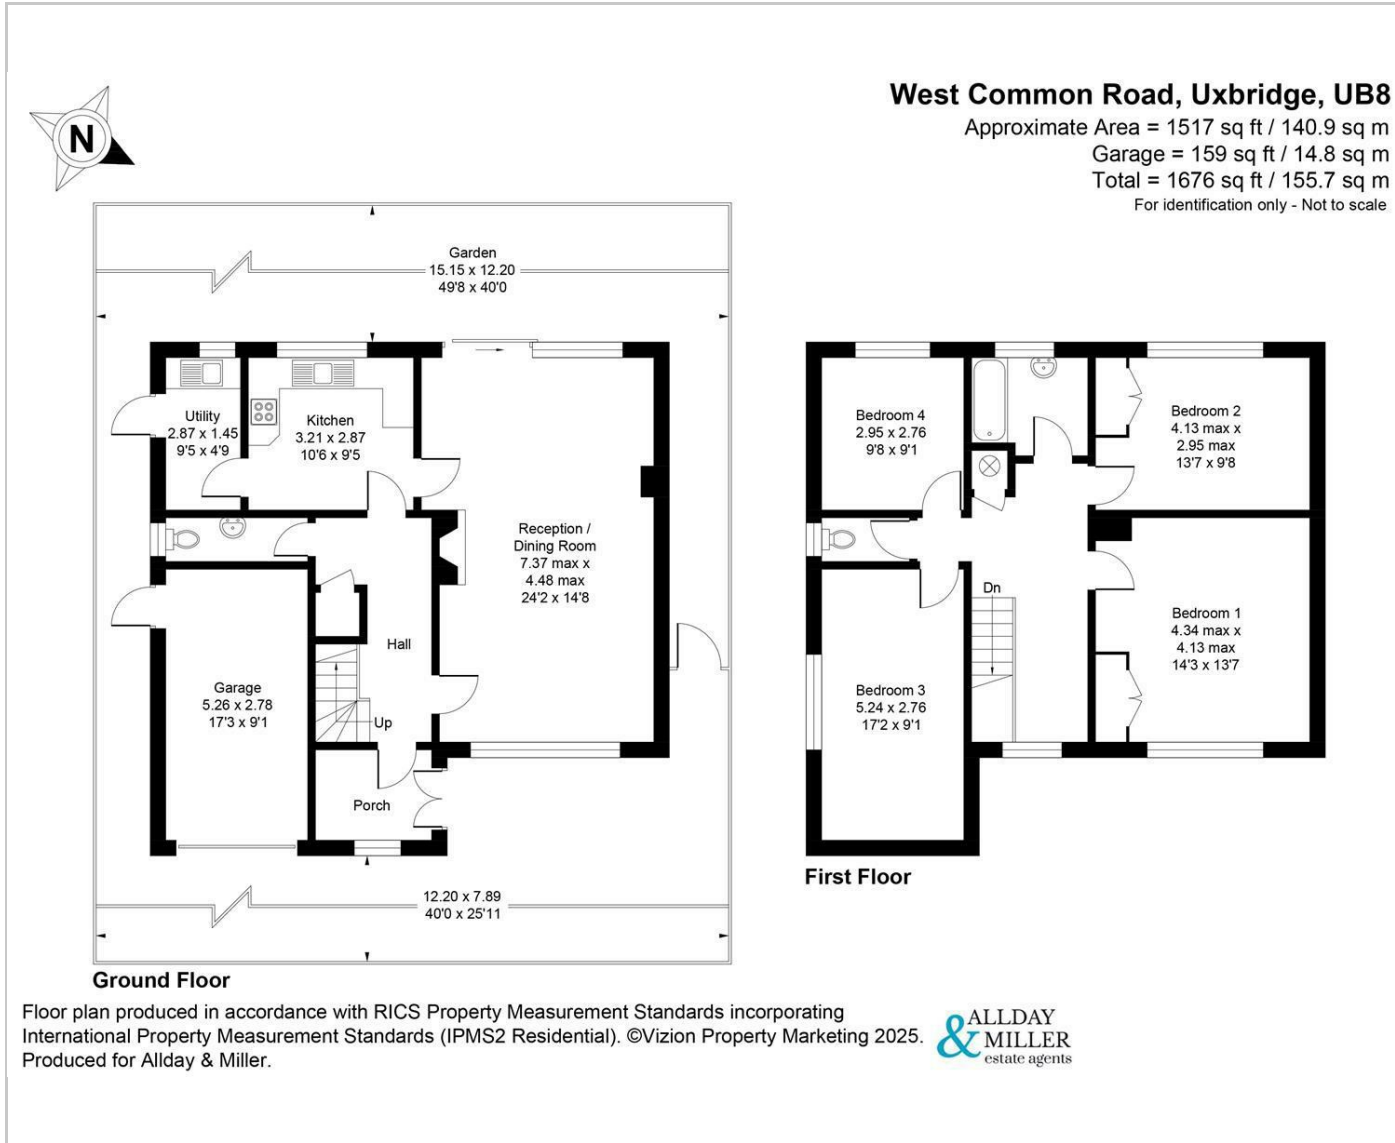 West Common Road, Uxbridge, UB8
Approximate Area = 1517 sq ft / 140.9 sq m
Garage = 159 sq ft / 14.8 sq m
Total = 1676 sq ft / 155.7 sq m
For identification only - Not to scale
N
Garden
15.15 x 12.20
49'8 x 40'0
Utility
2.87 x 1.45
9'5 x 4'9
Kitchen
3.21 x 2.87
10'6 x 9'5
Reception /
Dining Room
7.37 max x
4.48 max
24'2 x 14'8
Hall
Garage
5.26 x 2.78
17'3 x 9'1
Up
Porch
12.20 x 7.89
40'0 x 25'11
Ground Floor
Bedroom 4
2.95 x 2.76
9'8 x 9'1
Bedroom 2
4.13 max x
2.95 max
13'7 x 9'8
Dn
Bedroom 1
4.34 max x
4.13 max
14'3 x 13'7
Bedroom 3
5.24 x 2.76
17'2 x 9'1
First Floor
Floor plan produced in accordance with RICS Property Measurement Standards incorporating
International Property Measurement Standards (IPMS2 Residential). ©Vizion Property Marketing 2025.
Produced for Allday & Miller.
ALLDAY
& MILLER
estate agents